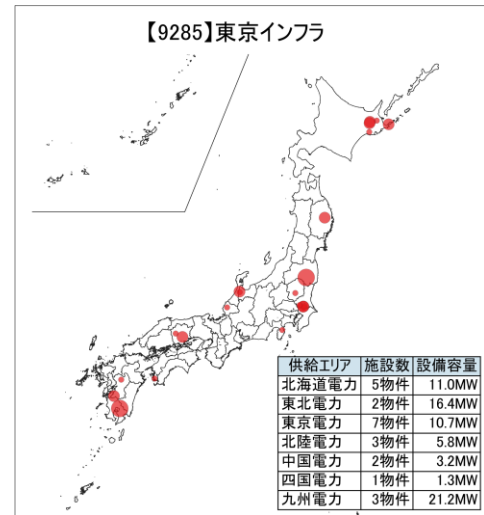 【9285】東京インフラ
供給エリア 施設数 設備容量
北海道電力 5物件 11.0MW
東北電力 2物件 16.4MW
東京電力 7物件 10.7MW
北陸電力 3物件 5.8MW
中国電力 2物件 3.2MW
四国電力 1物件 1.3MW
九州電力 3物件 21.2MW